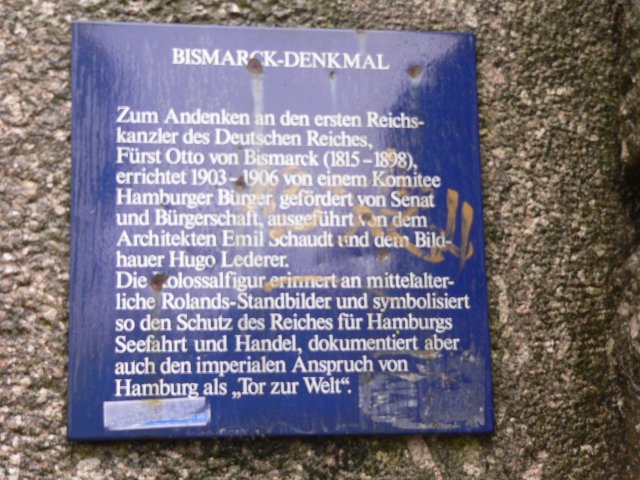 BISMARCK-DENKMAL
Zum Andenken an den ersten Reichs-
kanzler des Deutschen Reiches,
Fürst Otto von Bismarck (1815–1898),
errichtet 1903–1906 von einem Komitee
Hamburger Bürger, gefördert von Senat
und Bürgerschaft, ausgeführt von dem
Architekten Emil Schaudt und dem Bild-
hauer Hugo Lederer.
Die Kolossalfigur erinnert an mittelalter-
liche Rolands-Standbilder und symbolisiert
so den Schutz des Reiches für Hamburgs
Seefahrt und Handel, dokumentiert aber
auch den imperialen Anspruch von
Hamburg als „Tor zur Welt“.